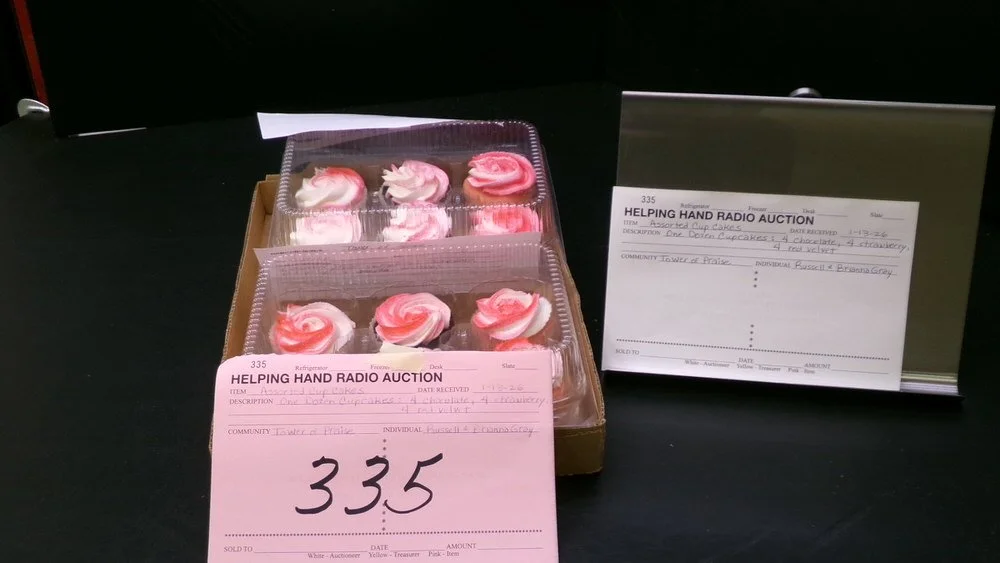 335
Refrigerator Freezer Desk Slate
HELPING HAND RADIO AUCTION
ITEM Assorted Cup Cakes DATE RECEIVED 1-13-26
DESCRIPTION One Dozen Cupcakes: 4 chocolate, 4 strawberry,
4 red velvet
COMMUNITY Tower of Praise INDIVIDUAL Russell & Brianna Gray
335
SOLD TO DATE AMOUNT
White - Auctioneer Yellow - Treasurer Pink - Item
335
Refrigerator Freezer Desk Slate
HELPING HAND RADIO AUCTION
ITEM Assorted Cup Cakes DATE RECEIVED 1-13-26
DESCRIPTION One Dozen Cupcakes: 4 chocolate, 4 strawberry,
4 red velvet
COMMUNITY Tower of Praise INDIVIDUAL Russell & Brianna Gray
SOLD TO DATE AMOUNT
White - Auctioneer Yellow - Treasurer Pink - Item